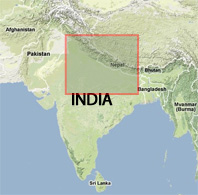 Afghanistan
Pakistan
Nepal
Bhutan
Bangladesh
INDIA
Myanmar
(Burma)
Sri Lanka